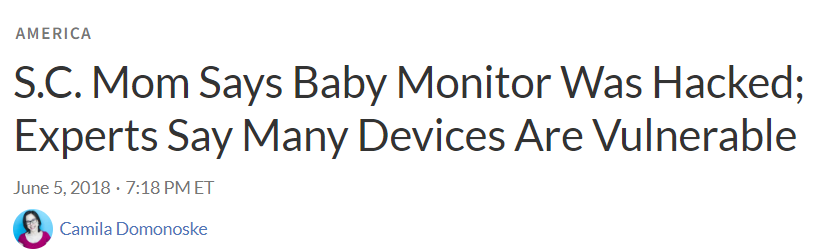 AMERICA
S.C. Mom Says Baby Monitor Was Hacked;
Experts Say Many Devices Are Vulnerable
June 5, 2018 · 7:18 PM ET
Camila Domonoske